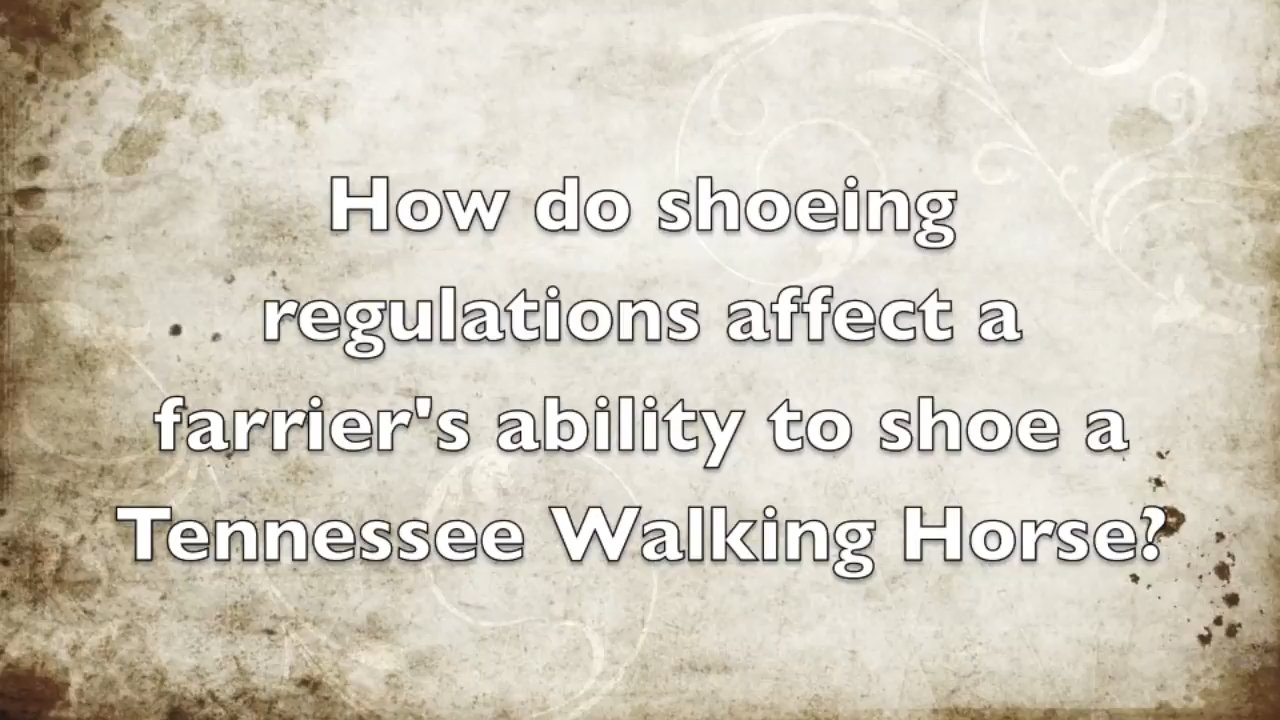 How do shoeing
regulations affect a
farrier's ability to shoe a
Tennessee Walking Horse?